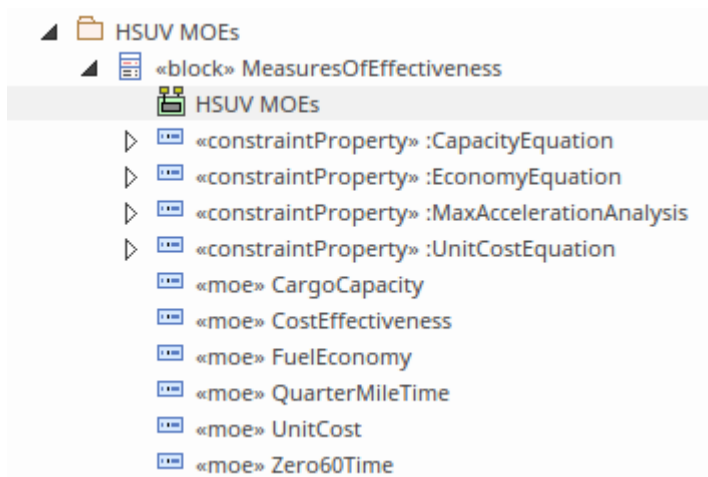 HSUV MOEs
«block» MeasuresOfEffectiveness
HSUV MOEs
«constraintProperty» :CapacityEquation
«constraintProperty» :EconomyEquation
«constraintProperty» :MaxAccelerationAnalysis
«constraintProperty» :UnitCostEquation
«moe» CargoCapacity
«moe» CostEffectiveness
«moe» FuelEconomy
«moe» QuarterMileTime
«moe» UnitCost
«moe» Zero60Time